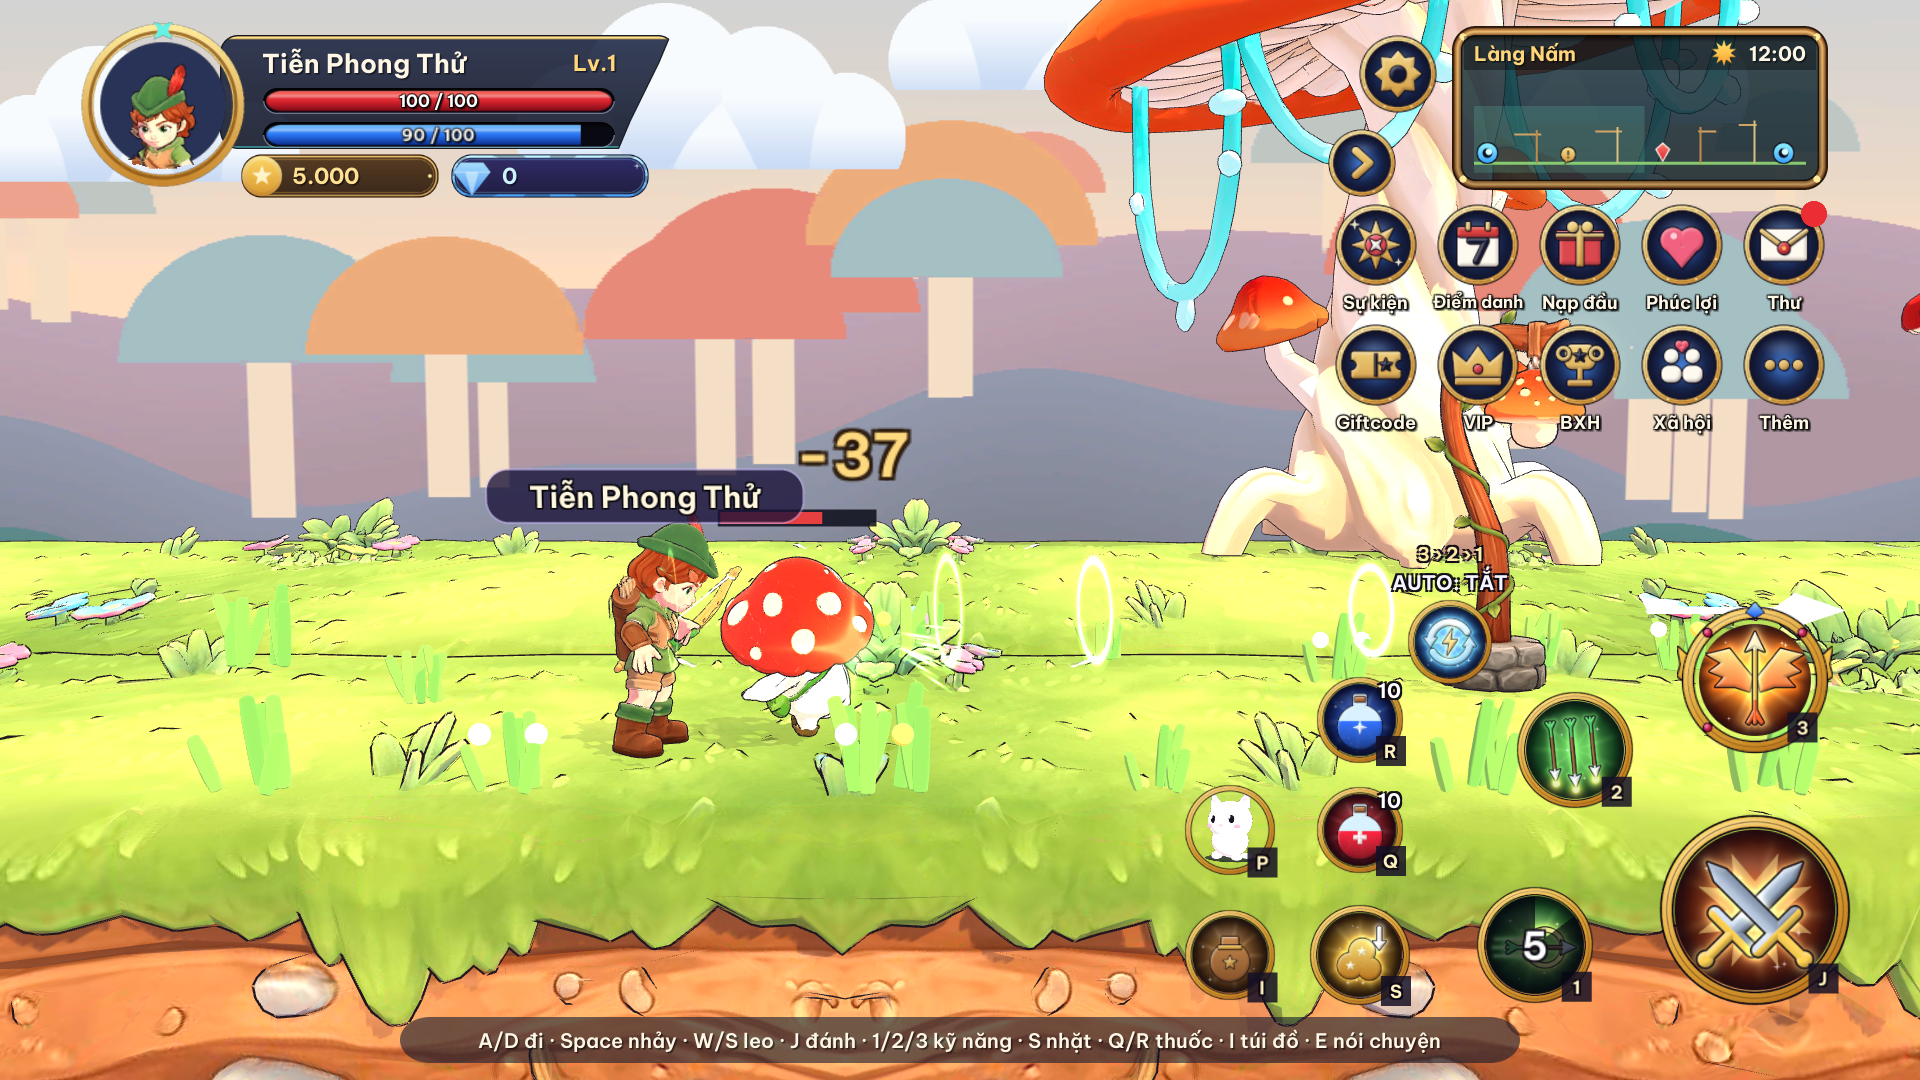 Tiễn Phong Thử Lv.1
100 / 100
90 / 100
5.000 0
Làng Nấm 12:00
7
Sự kiện Điểm danh Nạp đầu Phúc lợi Thư
Giftcode VIP BXH Xã hội Thêm
-37
Tiễn Phong Thử
3>2>1
AUTO: TẮT
10
R
3
2
10
Q
P
I
S
5
1
J
A/D đi · Space nhảy · W/S leo · J đánh · 1/2/3 kỹ năng · S nhặt · Q/R thuốc · I túi đồ · E nói chuyện